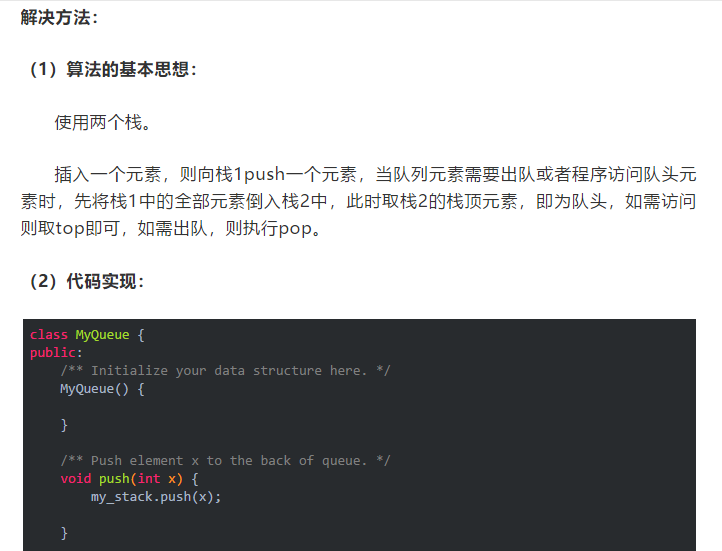 解决方法：
（1）算法的基本思想：
使用两个栈。
插入一个元素，则向栈1push一个元素，当队列元素需要出队或者程序访问队头元
素时，先将栈1中的全部元素倒入栈2中，此时取栈2的栈顶元素，即为队头，如需访问
则取top即可，如需出队，则执行pop。
（2）代码实现：
class MyQueue {
public:
    /** Initialize your data structure here. */
    MyQueue() {
    }
    /** Push element x to the back of queue. */
    void push(int x) {
        my_stack.push(x);
    }